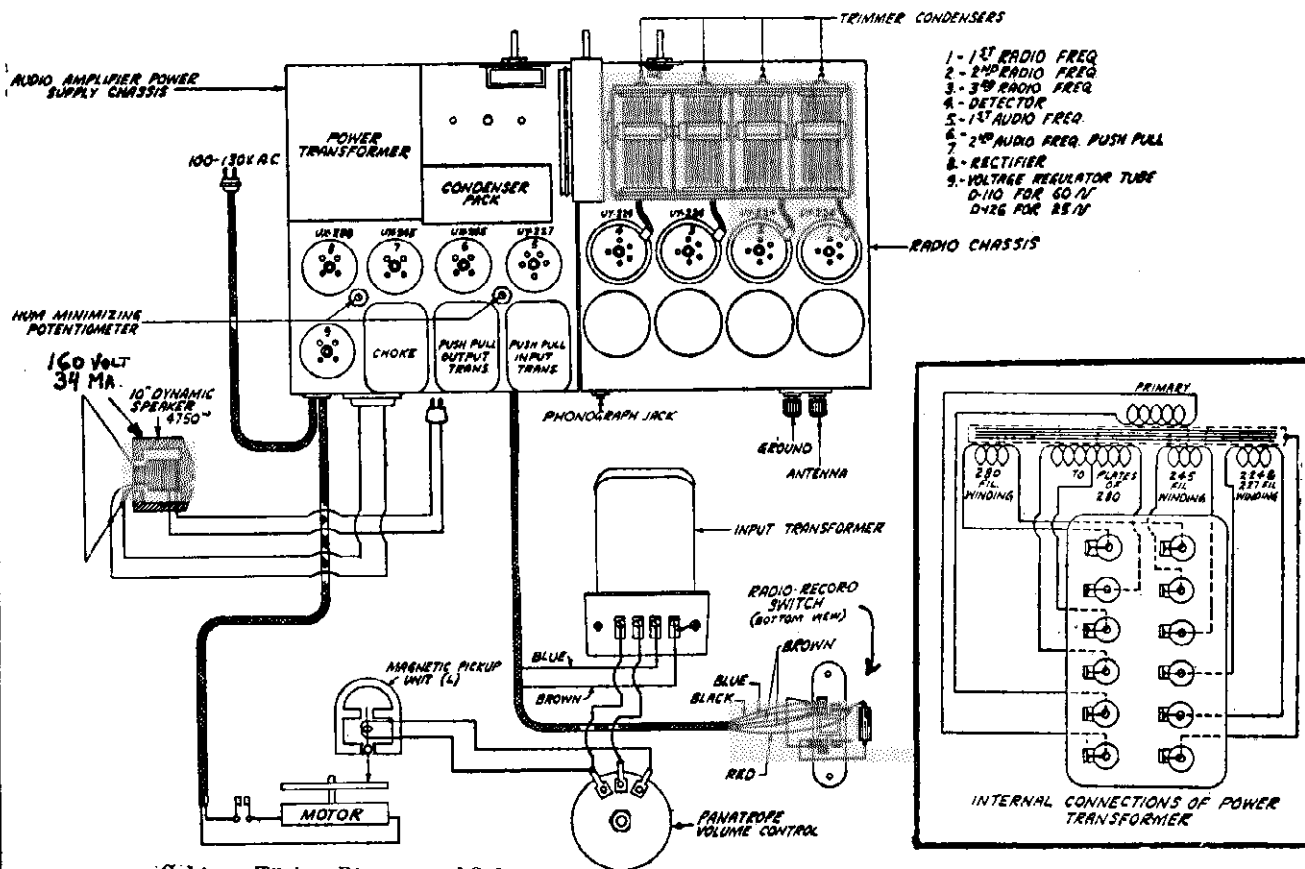 TRIMMER CONDENSERS
AUDIO AMPLIFIER POWER
SUPPLY CHASSIS
1 - 1ST RADIO FREQ
2 - 2ND RADIO FREQ
3 - 3RD RADIO FREQ
4 - DETECTOR
5 - 1ST AUDIO FREQ.
6 -
7 2ND AUDIO FREQ. PUSH PULL
8 - RECTIFIER
9 - VOLTAGE REGULATOR TUBE
D-110 FOR 60 N
D-126 FOR 25 N
POWER
TRANSFORMER
100-130V AC
CONDENSER
PACK
UX-245
UY-227
8
7
6
5
4
3
2
RADIO CHASSIS
HUM MINIMIZING
POTENTIOMETER
9
CHOKE
PUSH PULL
OUTPUT
TRANS
PUSH PULL
INPUT
TRANS
160 VOLT
34 MA.
10" DYNAMIC
SPEAKER
4750
PHONOGRAPH JACK
GROUND
ANTENNA
PRIMARY
280
FIL.
WINDING
TO PLATES
OF
280
245
FIL
WINDING
224 &
227 FIL
WINDING
INPUT TRANSFORMER
RADIO-RECORD
SWITCH
(BOTTOM VIEW)
BROWN
BLUE
BLACK
RED
BLUE
BROWN
MAGNETIC PICKUP
UNIT (L)
MOTOR
PANATROPE
VOLUME CONTROL
INTERNAL CONNECTIONS OF POWER
TRANSFORMER